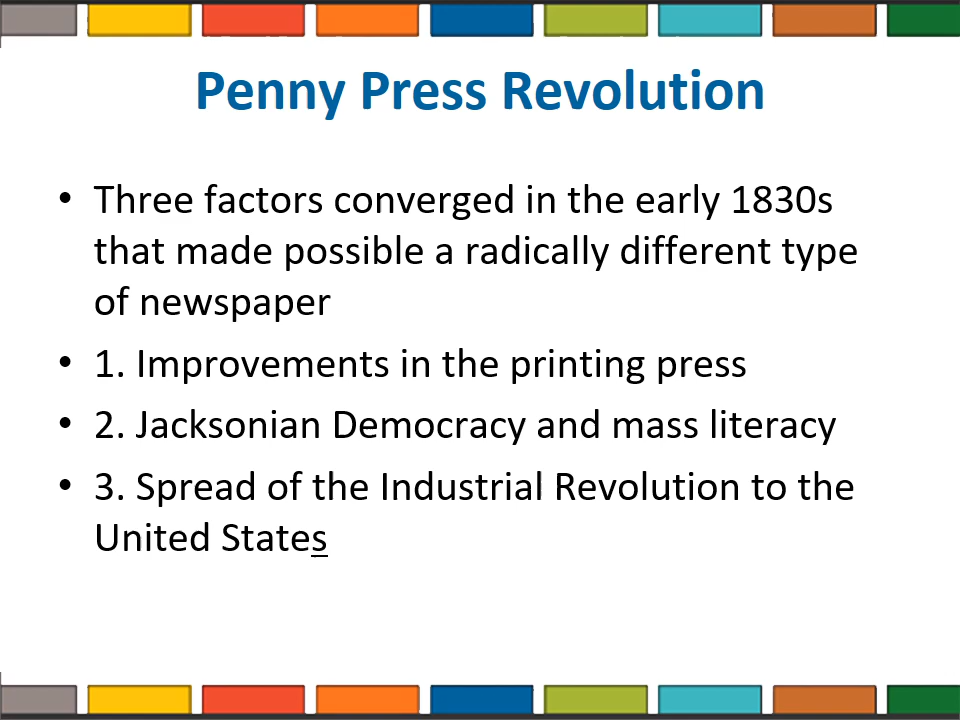 Penny Press Revolution
• Three factors converged in the early 1830s
that made possible a radically different type
of newspaper
• 1. Improvements in the printing press
• 2. Jacksonian Democracy and mass literacy
• 3. Spread of the Industrial Revolution to the
United States